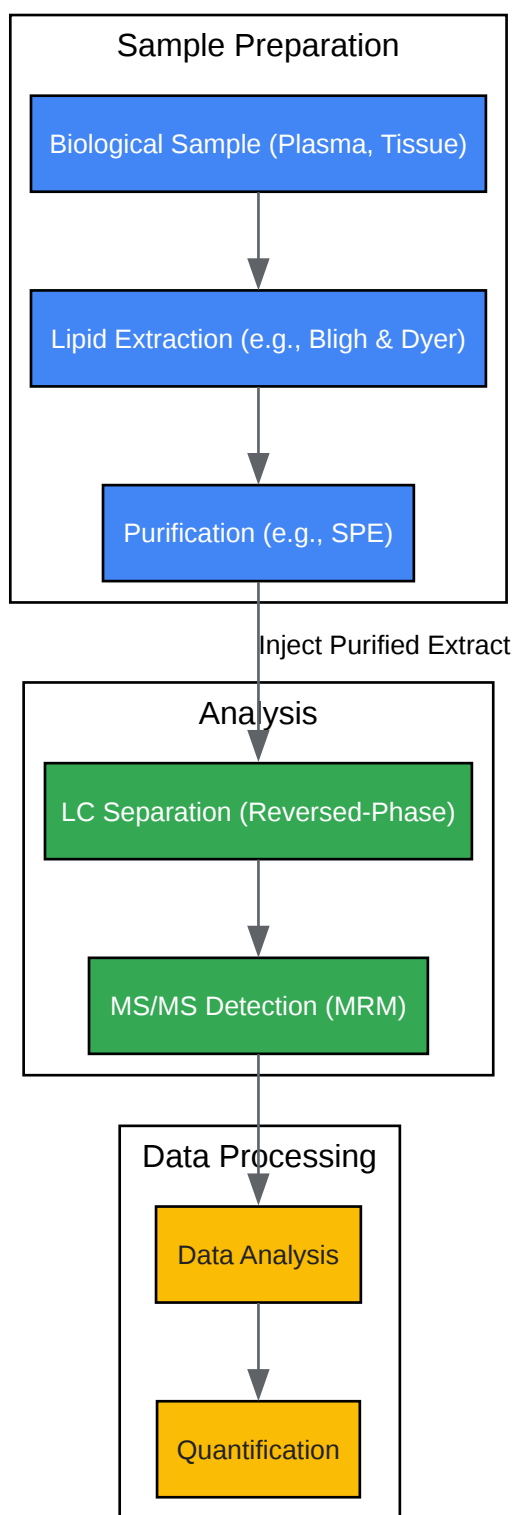 Sample Preparation
Biological Sample (Plasma, Tissue)
Lipid Extraction (e.g., Bligh & Dyer)
Purification (e.g., SPE)
Inject Purified Extract
Analysis
LC Separation (Reversed-Phase)
MS/MS Detection (MRM)
Data Processing
Data Analysis
Quantification